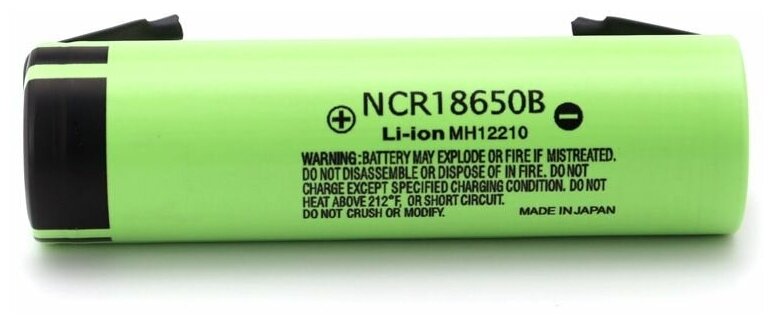 ⊕ NCR18650B ⊖
Li-ion MH12210
WARNING:BATTERY MAY EXPLODE OR FIRE IF MISTREATED.
DO NOT DISASSEMBLE OR DISPOSE OF IN FIRE. DO NOT
CHARGE EXCEPT SPECIFIED CHARGING CONDITION. DO NOT
HEAT ABOVE 212°F, OR SHORT CIRCUIT.
DO NOT CRUSH OR MODIFY. MADE IN JAPAN